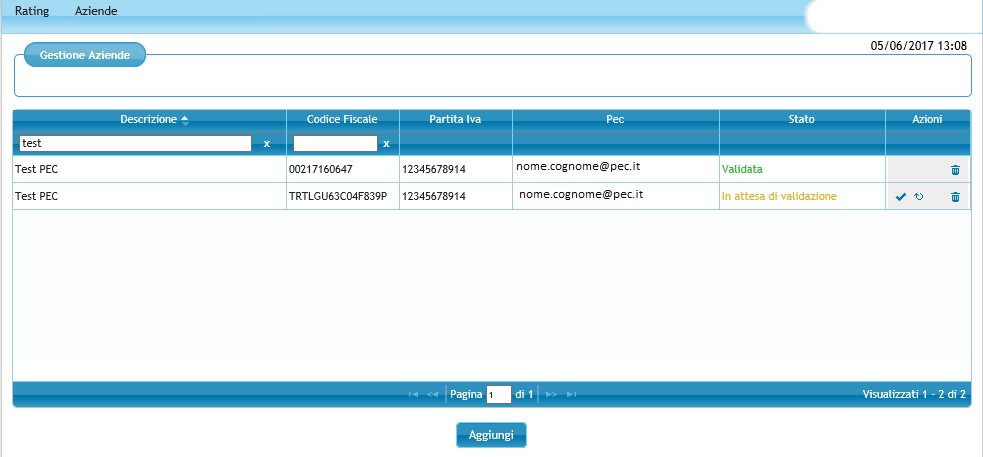 Rating Aziende
05/06/2017 13:08
Gestione Aziende
Descrizione Codice Fiscale Partita Iva Pec Stato Azioni
test x x
Test PEC 00217160647 12345678914 nome.cognome@pec.it Validata
Test PEC TRTLGU63C04F839P 12345678914 nome.cognome@pec.it In attesa di validazione
Pagina 1 di 1 Visualizzati 1 - 2 di 2
Aggiungi